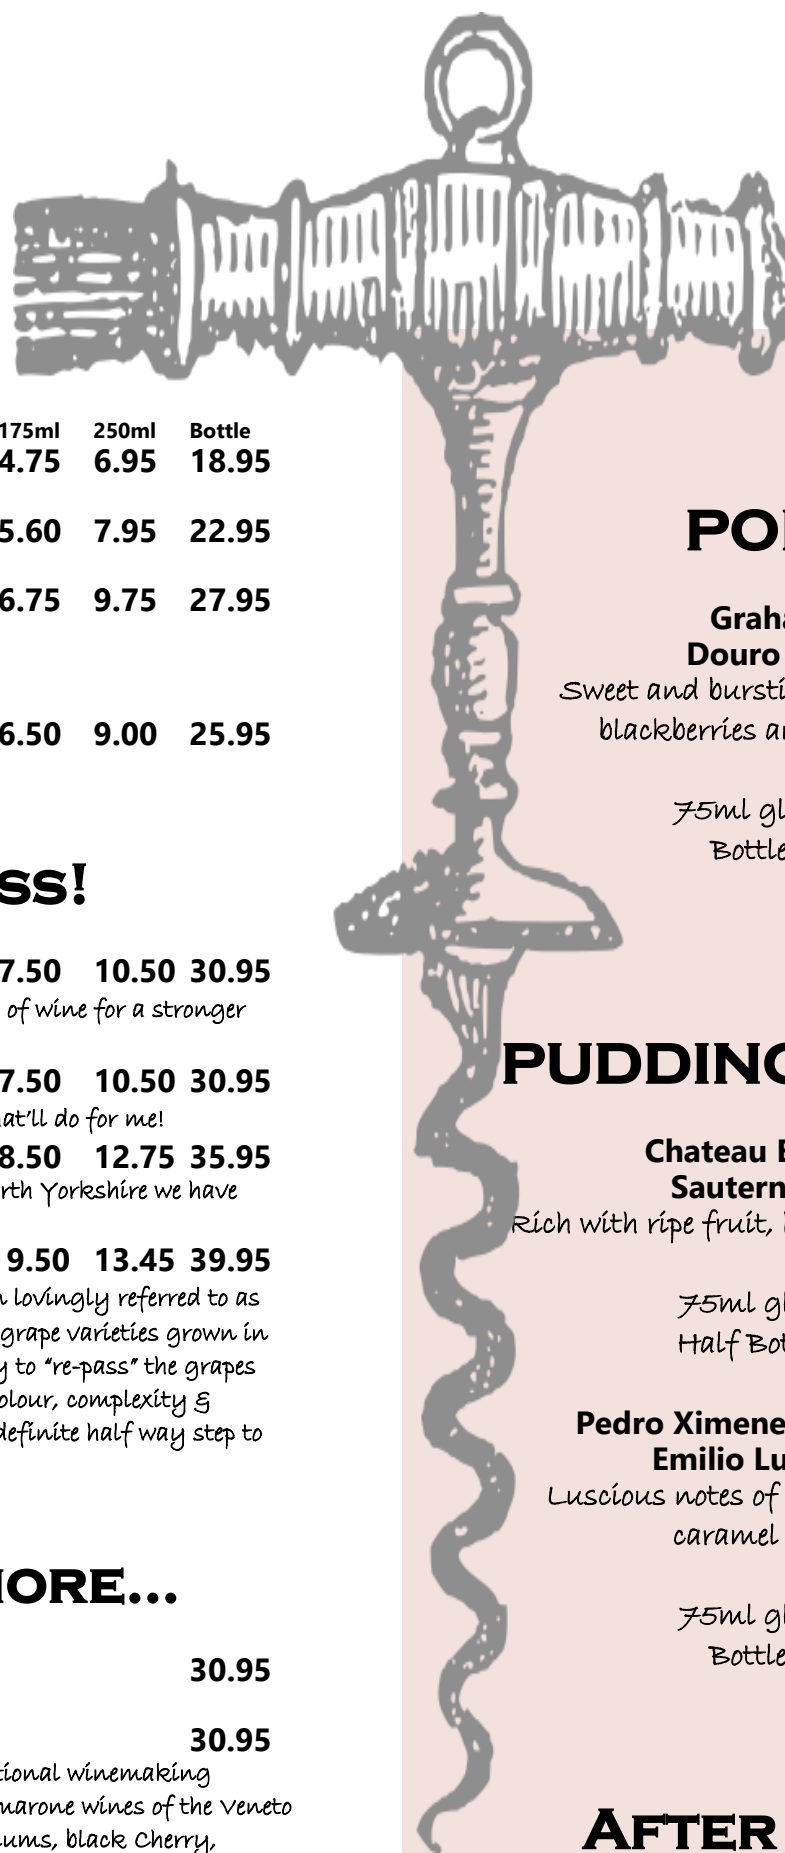 175ml 250ml Bottle
4.75 6.95 18.95
5.60 7.95 22.95
6.75 9.75 27.95
6.50 9.00 25.95
ss!
7.50 10.50 30.95
of wine for a stronger
7.50 10.50 30.95
at'll do for me!
8.50 12.75 35.95
rth Yorkshire we have
9.50 13.45 39.95
n lovingly referred to as
grape varieties grown in
y to "re-pass" the grapes
olour, complexity &
definite half way step to
ORE...
30.95
30.95
tional winemaking
marone wines of the Veneto
ums, black Cherry,
PO
Graha
Douro
Sweet and bursti
blackberries a
75ml gl
Bottle
PUDDING
Chateau
Sautern
Rich with ripe fruit,
75ml gl
Half Bot
Pedro Ximene
Emilio Lu
Luscious notes of
caramel
75ml gl
Bottle
AFTER